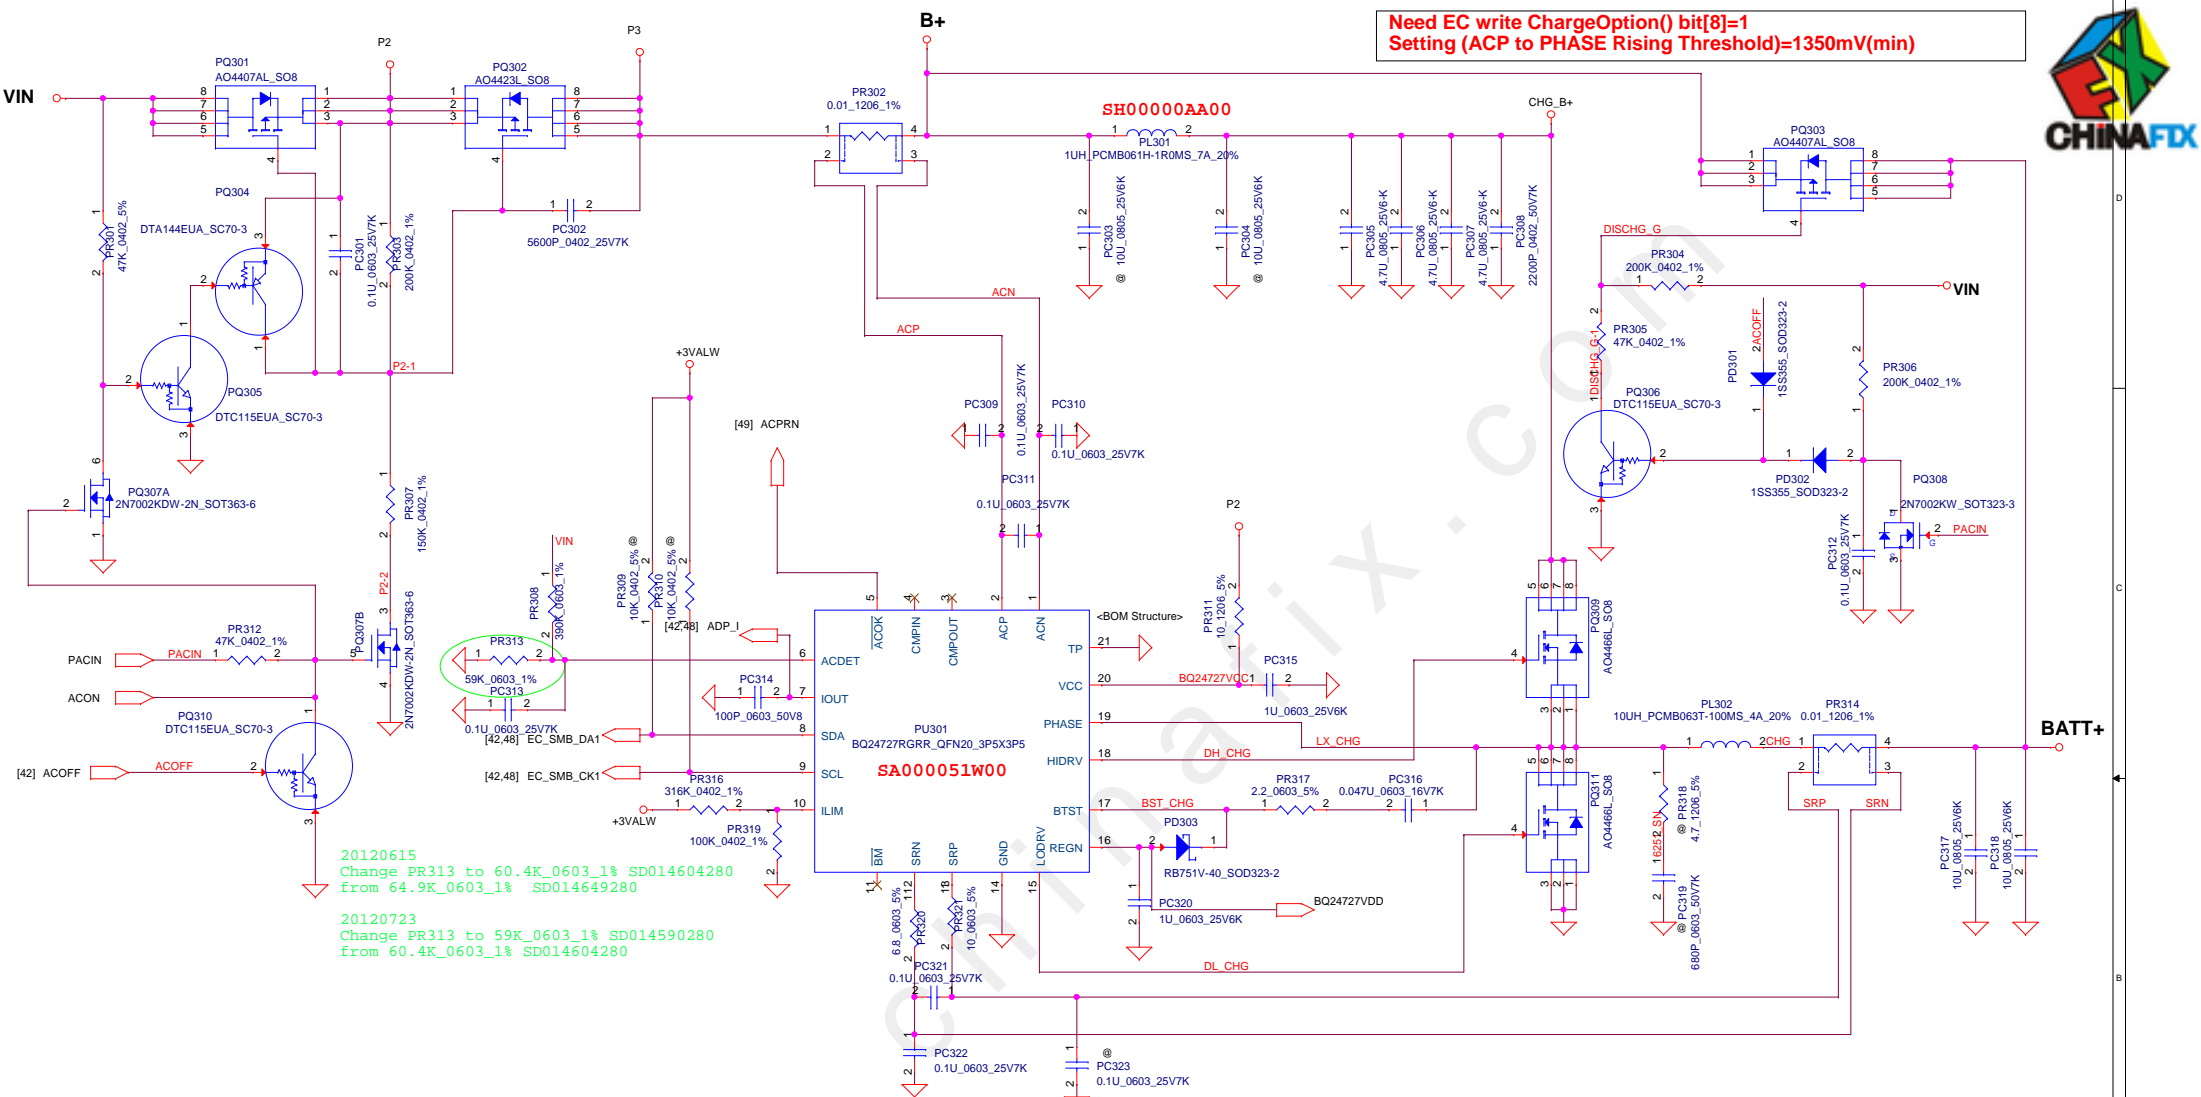 B+
Need EC write ChargeOption() bit[8]=1
Setting (ACP to PHASE Rising Threshold)=1350mV(min)
CHiNAFIX
P2
P3
VIN
PQ301
AO4407AL_SO8
PQ302
AO4423L_SO8
PR302
0.01_1206_1%
SH00000AA00
PL301
1UH_PCMB061H-1R0MS_7A_20%
CHG_B+
PQ303
AO4407AL_SO8
PR301
47K_0402_5%
PQ304
DTA144EUA_SC70-3
PC301
0.1U_0603_25V7K
PR303
200K_0402_1%
PC302
5600P_0402_25V7K
PC303
10U_0805_25V6K
@
PC304
10U_0805_25V6K
@
PC305
4.7U_0805_25V6-K
PC306
4.7U_0805_25V6-K
PC307
4.7U_0805_25V6-K
PC308
2200P_0402_50V7K
DISCHG_G
PR304
200K_0402_1%
VIN
ACN
ACP
PR305
47K_0402_1%
DISCHG_G-1
ACOFF
PD301
1SS355_SOD323-2
PR306
200K_0402_1%
PQ305
DTC115EUA_SC70-3
P2-1
+3VALW
PQ306
DTC115EUA_SC70-3
[49] ACPRN
PC309
0.1U_0603_25V7K
PC310
0.1U_0603_25V7K
PC311
0.1U_0603_25V7K
PD302
1SS355_SOD323-2
PQ308
2N7002KW_SOT323-3
PACIN
PC312
0.1U_0603_25V7K
PQ307A
2N7002KDW-2N_SOT363-6
PR307
150K_0402_1%
P2-2
VIN
PR308
390K_0603_1%
PR309
10K_0402_5%
@
PR310
10K_0402_5%
@
P2
PR311
10_1206_5%
<BOM Structure>
PQ309
AO4466L_SO8
PR312
47K_0402_1%
PACIN
PACIN
ACON
PQ307B
2N7002KDW-2N_SOT363-6
PR313
59K_0603_1%
PC313
0.1U_0603_25V7K
[42,48] ADP_I
PC314
100P_0603_50V8
ACOK
CMPIN
CMPOUT
ACP
ACN
ACDET
IOUT
SDA
SCL
ILIM
TP
VCC
PHASE
HIDRV
BTST
REGN
BM
SRN
SRP
GND
LODRV
PU301
BQ24727RGRR_QFN20_3P5X3P5
SA000051W00
BQ24727VCC
PC315
1U_0603_25V6K
LX_CHG
DH_CHG
PQ310
DTC115EUA_SC70-3
[42] ACOFF
ACOFF
[42,48] EC_SMB_DA1
[42,48] EC_SMB_CK1
PR316
316K_0402_1%
+3VALW
PR319
100K_0402_1%
BST_CHG
PR317
2.2_0603_5%
PC316
0.047U_0603_16V7K
PD303
RB751V-40_SOD323-2
PQ311
AO4466L_SO8
PL302
10UH_PCMB063T-100MS_4A_20%
CHG
PR314
0.01_1206_1%
BATT+
SRP
SRN
@ PR318
4.7_1206_5%
@ PC319
680P_0603_50V7K
PC317
10U_0805_25V6K
PC318
10U_0805_25V6K
20120615
Change PR313 to 60.4K_0603_1% SD014604280
from 64.9K_0603_1% SD014649280
20120723
Change PR313 to 59K_0603_1% SD014590280
from 60.4K_0603_1% SD014604280
PC320
1U_0603_25V6K
BQ24727VDD
PR320
6.8_0603_5%
PR321
10_0603_5%
PC321
0.1U_0603_25V7K
DL_CHG
PC322
0.1U_0603_25V7K
@
PC323
0.1U_0603_25V7K
chinafix.com
D
C
B